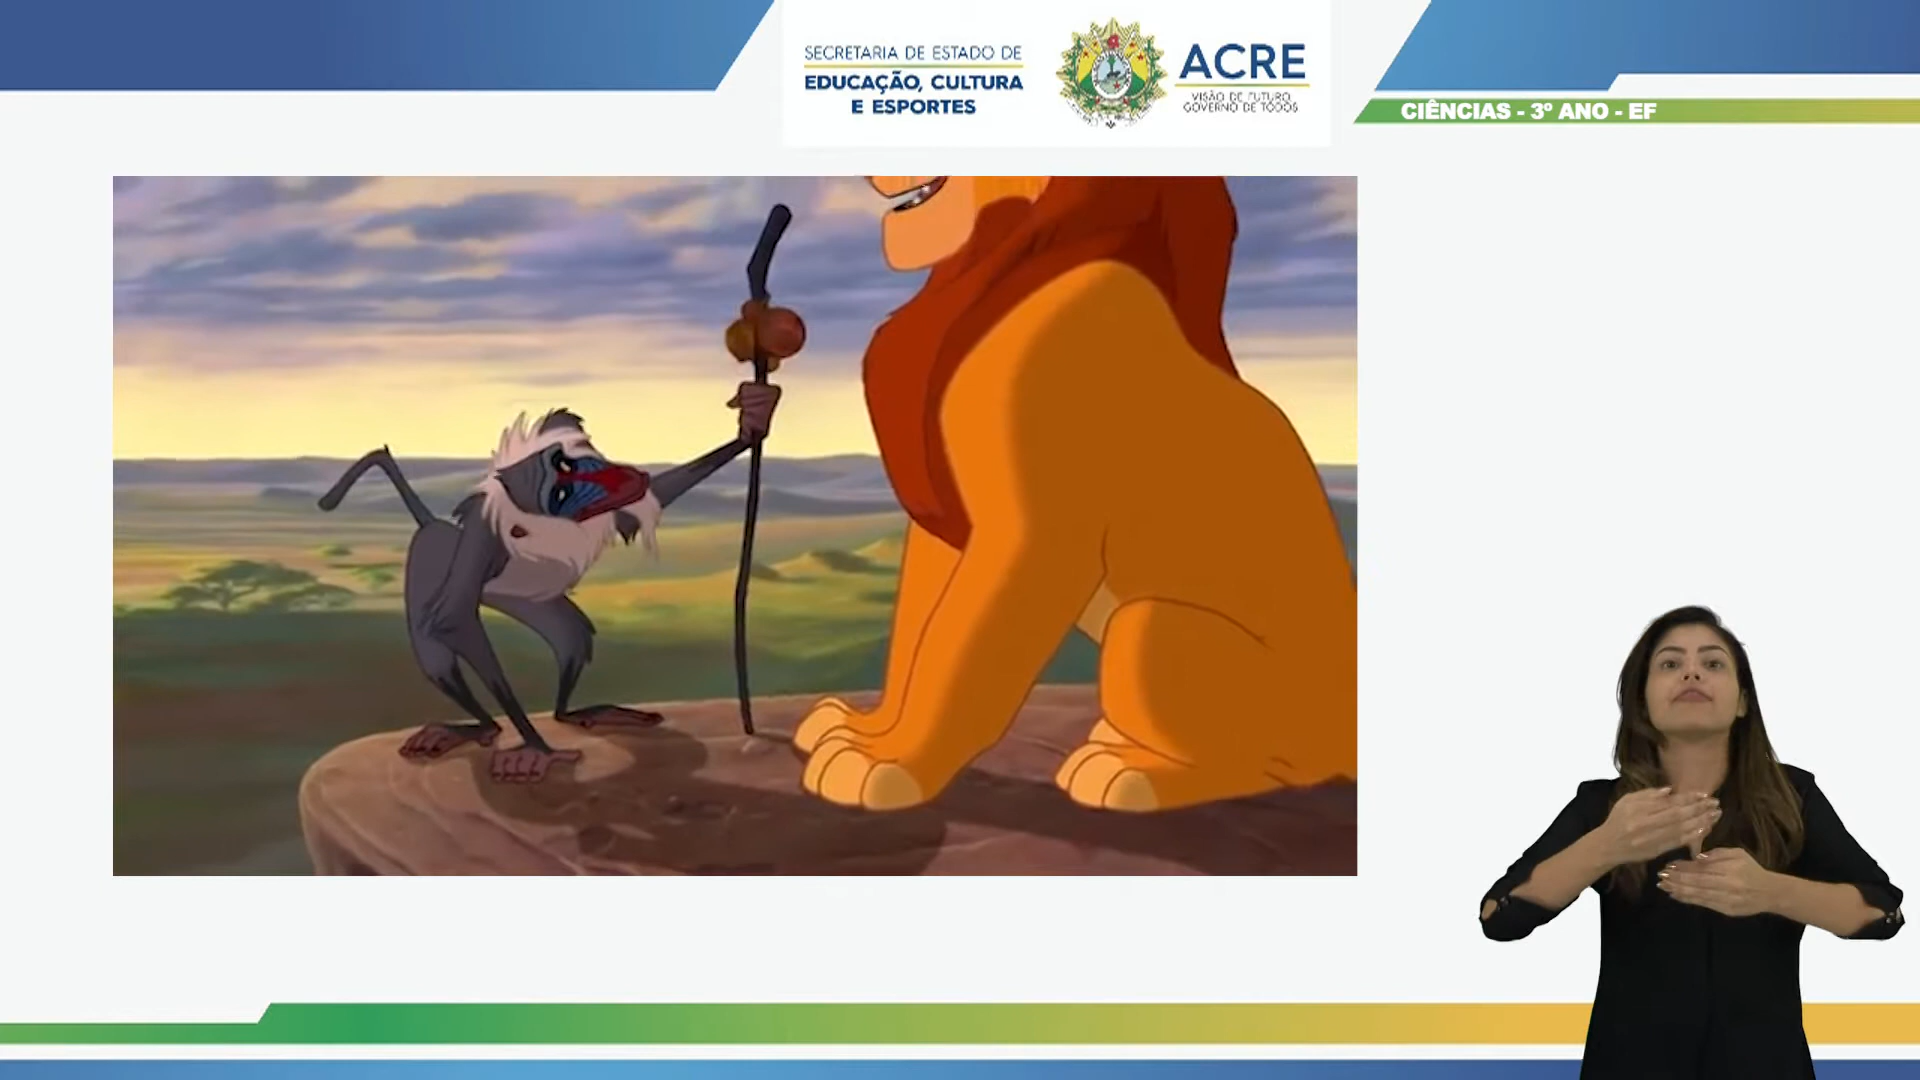 SECRETARIA DE ESTADO DE
EDUCAÇÃO, CULTURA
E ESPORTES
ACRE
VISÃO DE FUTURO,
GOVERNO DE TODOS
CIÊNCIAS - 3º ANO - EF